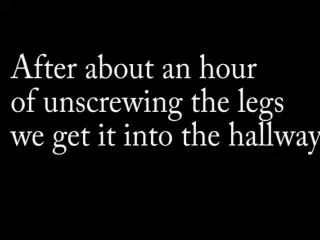 After about an hour
of unscrewing the legs
we get it into the hallway